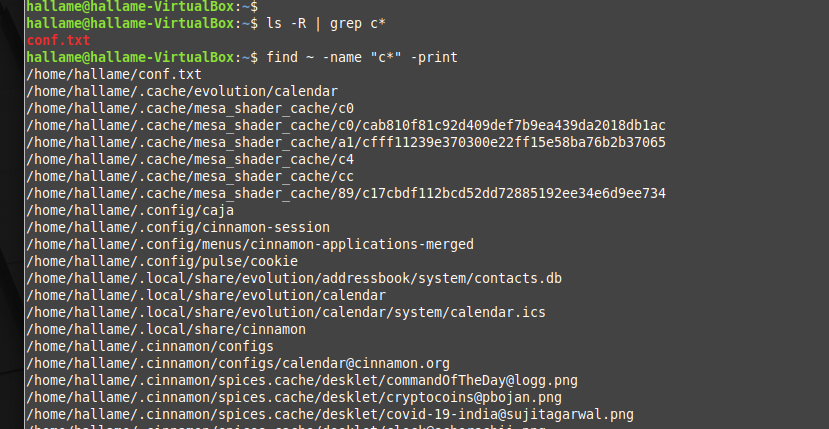 hallame@hallame-VirtualBox:~$
hallame@hallame-VirtualBox:~$ ls -R | grep c*
conf.txt
hallame@hallame-VirtualBox:~$ find ~ -name "c*" -print
/home/hallame/conf.txt
/home/hallame/.cache/evolution/calendar
/home/hallame/.cache/mesa_shader_cache/c0
/home/hallame/.cache/mesa_shader_cache/c0/cab810f81c92d409def7b9ea439da2018db1ac
/home/hallame/.cache/mesa_shader_cache/a1/cfff11239e370300e22ff15e58ba76b2b37065
/home/hallame/.cache/mesa_shader_cache/c4
/home/hallame/.cache/mesa_shader_cache/cc
/home/hallame/.cache/mesa_shader_cache/89/c17cbdf112bcd52dd72885192ee34e6d9ee734
/home/hallame/.config/caja
/home/hallame/.config/cinnamon-session
/home/hallame/.config/menus/cinnamon-applications-merged
/home/hallame/.config/pulse/cookie
/home/hallame/.local/share/evolution/addressbook/system/contacts.db
/home/hallame/.local/share/evolution/calendar
/home/hallame/.local/share/evolution/calendar/system/calendar.ics
/home/hallame/.local/share/cinnamon
/home/hallame/.cinnamon/configs
/home/hallame/.cinnamon/configs/calendar@cinnamon.org
/home/hallame/.cinnamon/spices.cache/desklet/commandOfTheDay@logg.png
/home/hallame/.cinnamon/spices.cache/desklet/cryptocoins@pbojan.png
/home/hallame/.cinnamon/spices.cache/desklet/covid-19-india@sujitagarwal.png